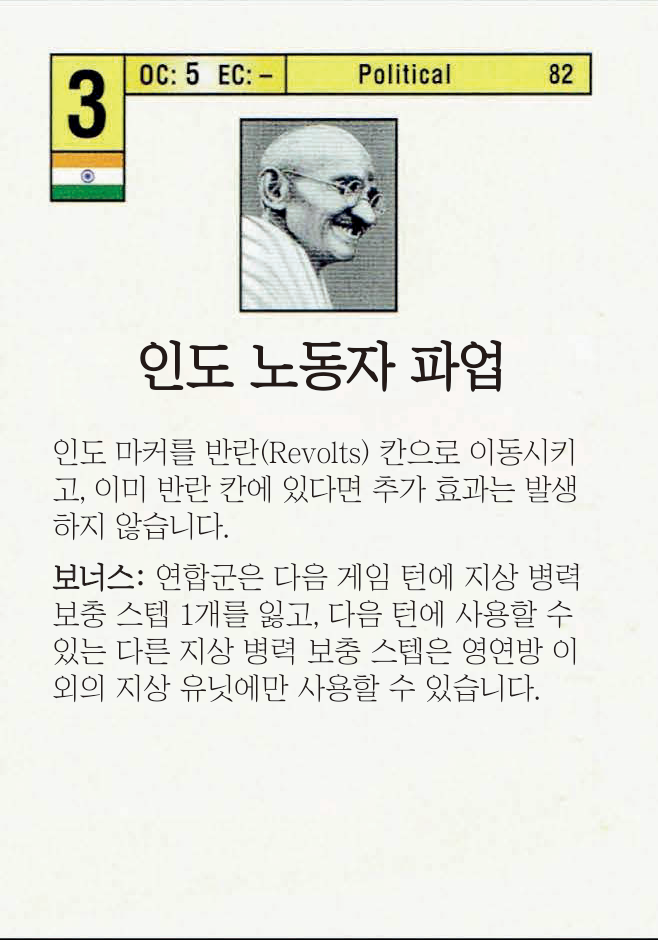 3
OC: 5 EC: –
Political
82
인도 노동자 파업
인도 마커를 반란(Revolts) 칸으로 이동시키
고, 이미 반란 칸에 있다면 추가 효과는 발생
하지 않습니다.
보너스: 연합군은 다음 게임 턴에 지상 병력
보충 스텝 1개를 잃고, 다음 턴에 사용할 수
있는 다른 지상 병력 보충 스텝은 영연방 이
외의 지상 유닛에만 사용할 수 있습니다.